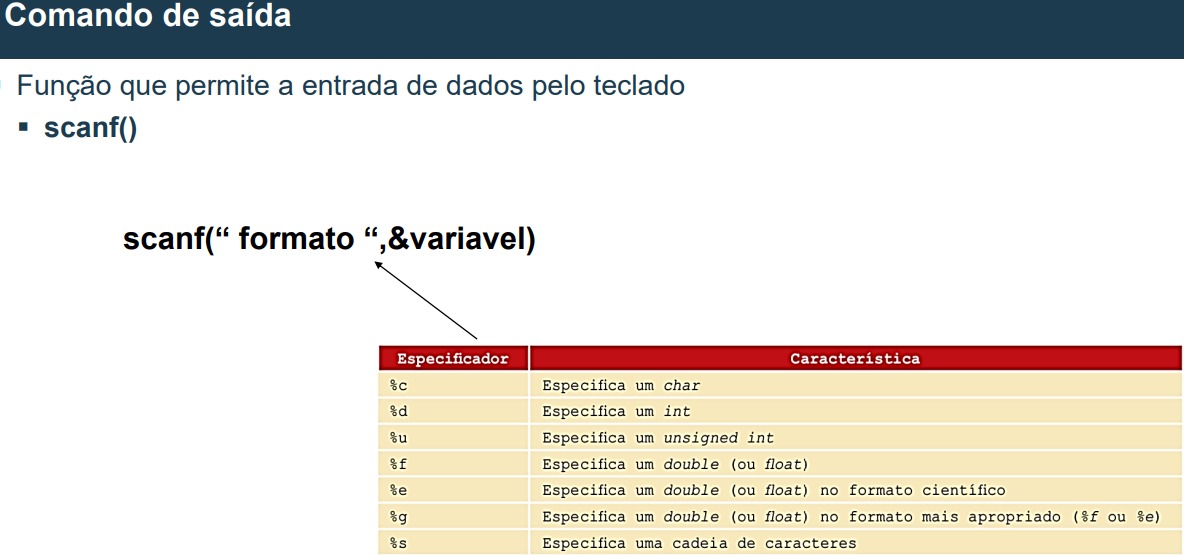 Comando de saída
Função que permite a entrada de dados pelo teclado
▪ scanf()
scanf(“ formato “,&variavel)
Especificador Característica
%c Especifica um char
%d Especifica um int
%u Especifica um unsigned int
%f Especifica um double (ou float)
%e Especifica um double (ou float) no formato científico
%g Especifica um double (ou float) no formato mais apropriado (%f ou %e)
%s Especifica uma cadeia de caracteres